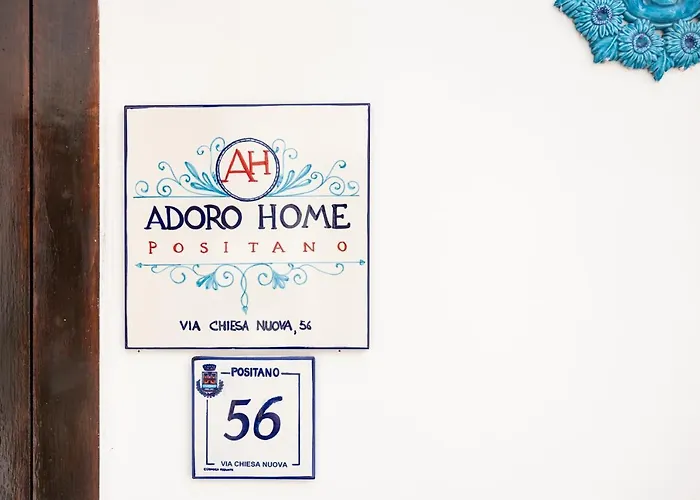 AH
ADORO HOME
POSITANO
VIA CHIESA NUOVA, 56
POSITANO
56
VIA CHIESA NUOVA